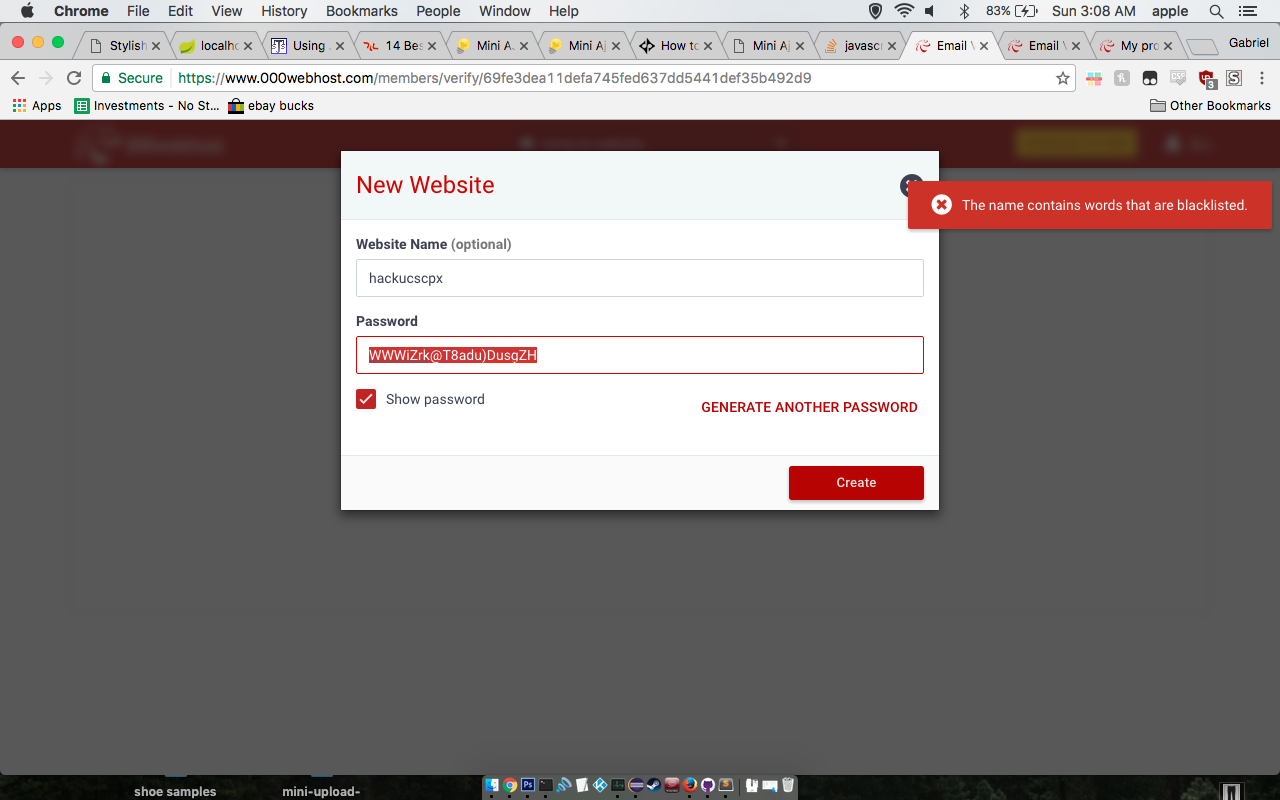 Chrome File Edit View History Bookmarks People Window Help 83% Sun 3:08 AM apple
Stylish localho Using 14 Bes Mini A Mini Aj How to Mini Aj javascr Email V Email V My pro Gabriel
Secure https://www.000webhost.com/members/verify/69fe3dea11defa745fed637dd5441def35b492d9
Apps Investments - No St... ebay bucks Other Bookmarks
New Website
The name contains words that are blacklisted.
Website Name (optional)
hackucscpx
Password
WWWiZrk@T8adu)DusgZH
Show password
GENERATE ANOTHER PASSWORD
Create
shoe samples mini-upload-